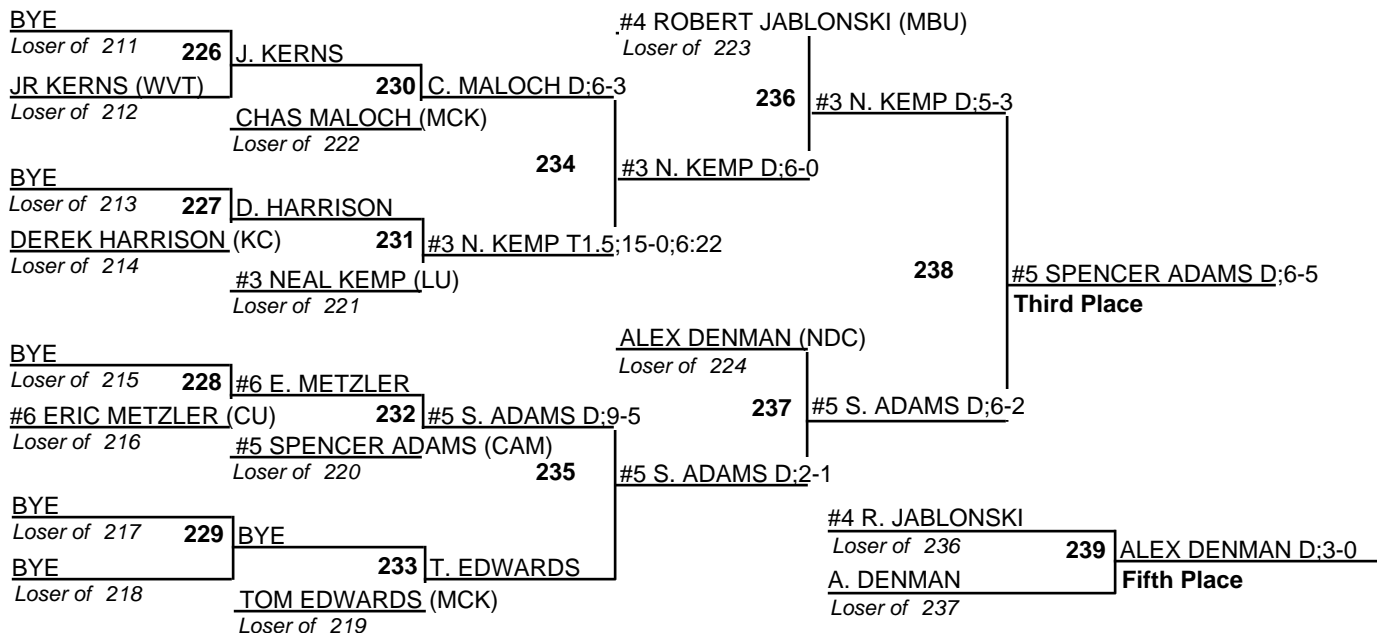 BYE
Loser of 211
226
J. KERNS
JR KERNS (WVT)
Loser of 212
230
C. MALOCH D;6-3
CHAS MALOCH (MCK)
Loser of 222
BYE
Loser of 213
227
D. HARRISON
DEREK HARRISON (KC)
Loser of 214
231
#3 N. KEMP T1.5;15-0;6:22
#3 NEAL KEMP (LU)
Loser of 221
234
#3 N. KEMP D;6-0
#4 ROBERT JABLONSKI (MBU)
Loser of 223
236
#3 N. KEMP D;5-3
BYE
Loser of 215
228
#6 E. METZLER
#6 ERIC METZLER (CU)
Loser of 216
232
#5 S. ADAMS D;9-5
#5 SPENCER ADAMS (CAM)
Loser of 220
BYE
Loser of 217
229
BYE
BYE
Loser of 218
233
T. EDWARDS
TOM EDWARDS (MCK)
Loser of 219
235
#5 S. ADAMS D;2-1
ALEX DENMAN (NDC)
Loser of 224
237
#5 S. ADAMS D;6-2
238
#5 SPENCER ADAMS D;6-5
Third Place
#4 R. JABLONSKI
Loser of 236
239
ALEX DENMAN D;3-0
Fifth Place
A. DENMAN
Loser of 237